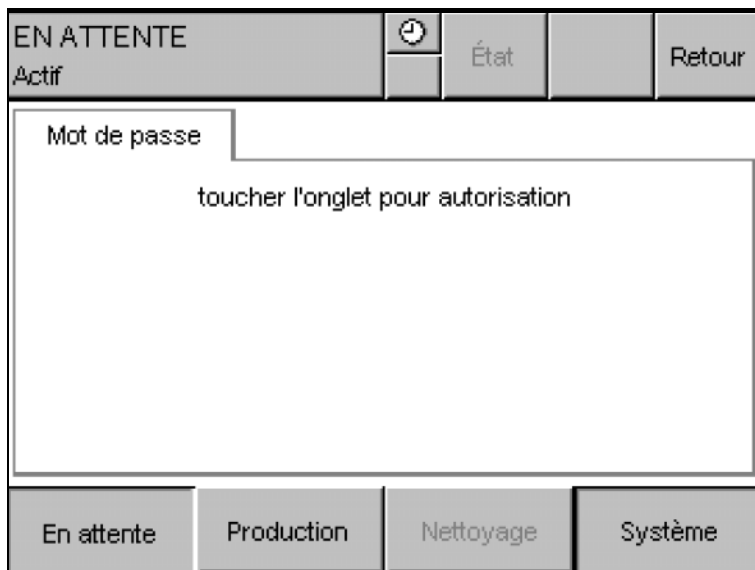 EN ATTENTE
Actif
État
Retour
Mot de passe
toucher l'onglet pour autorisation
En attente
Production
Nettoyage
Système